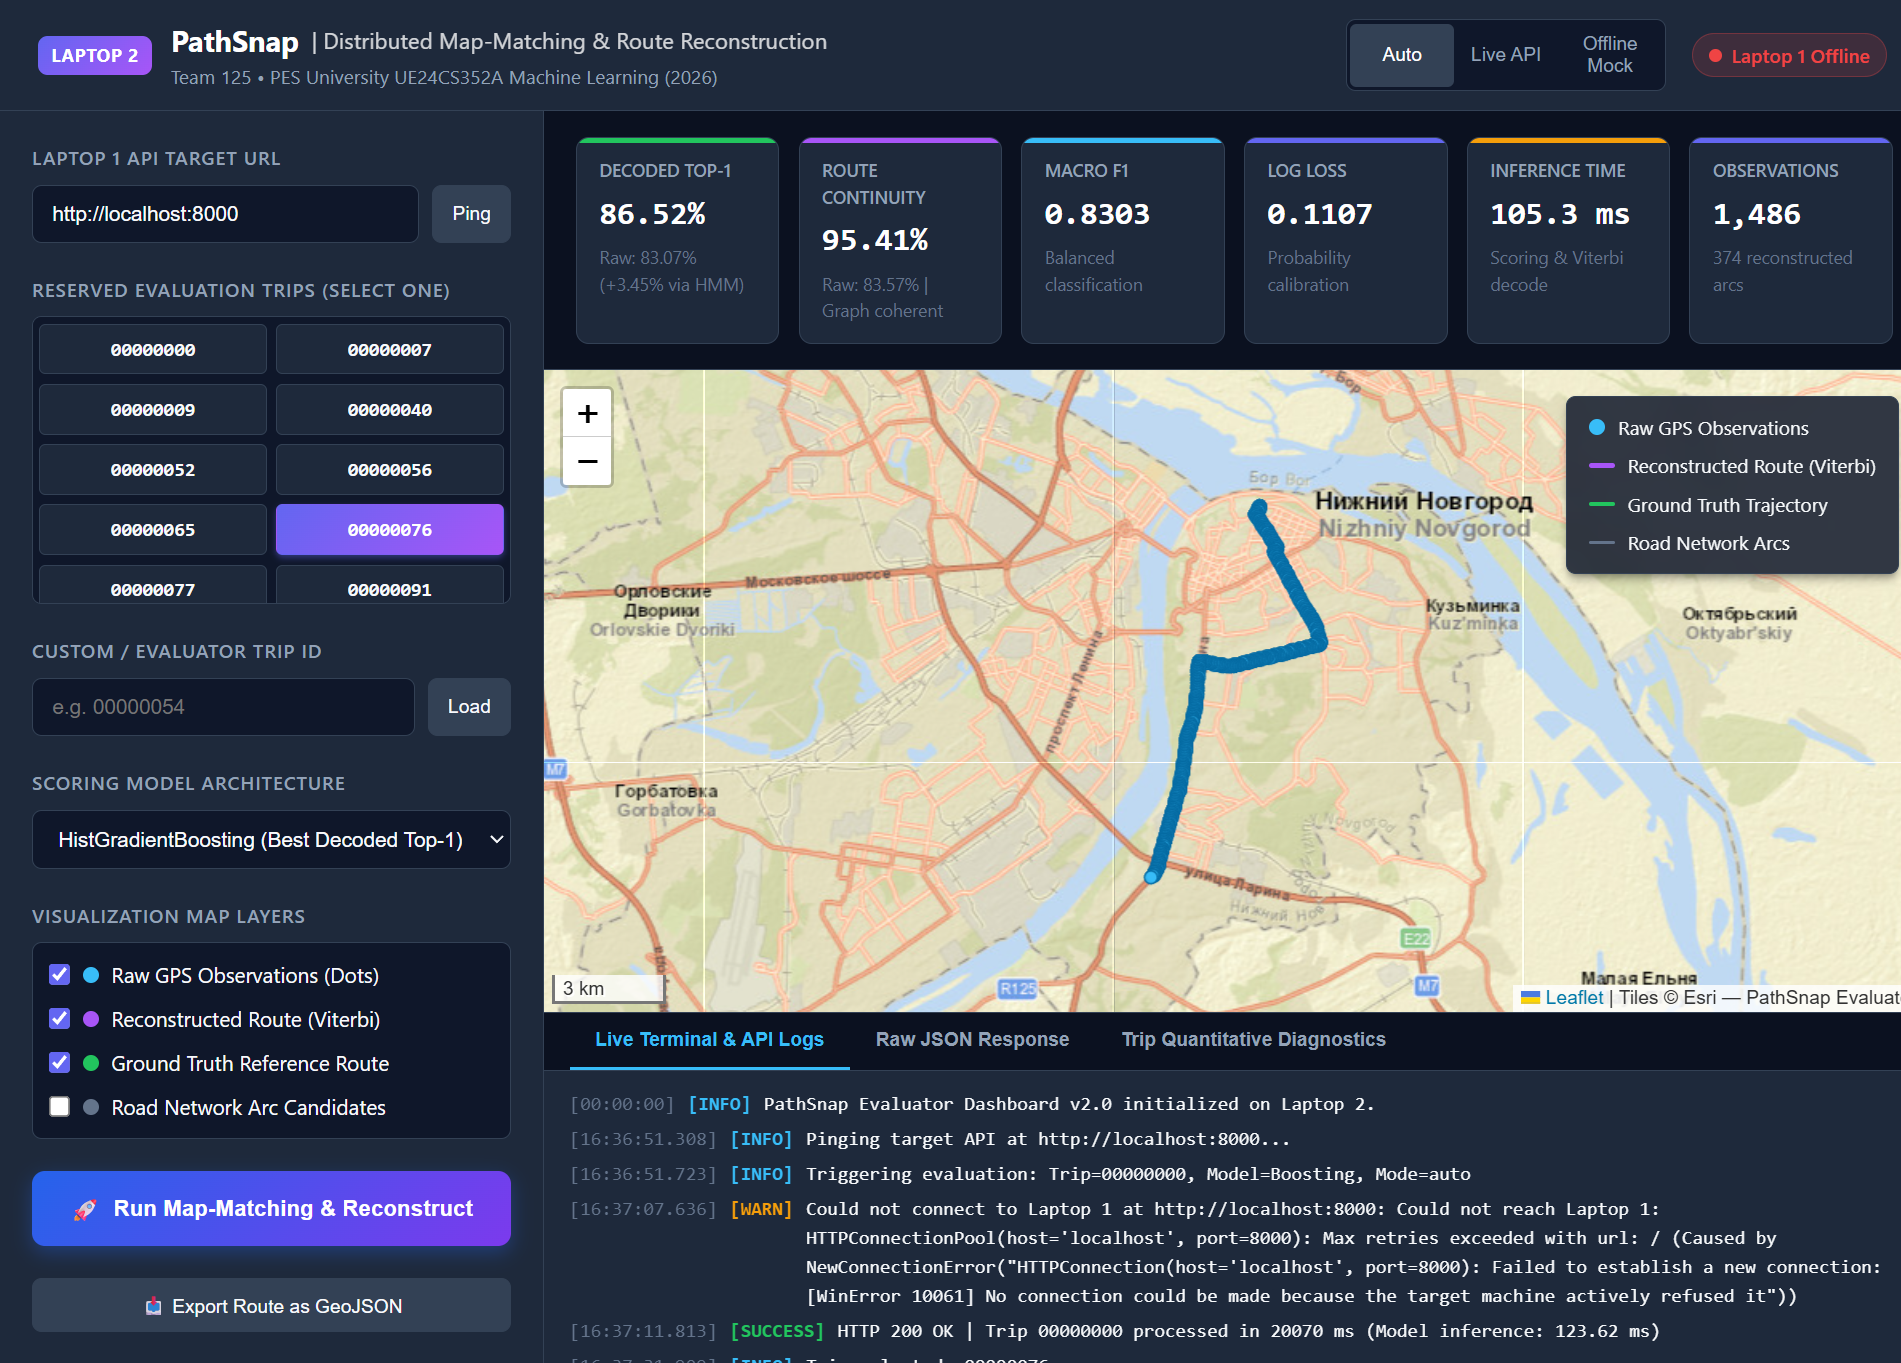 LAPTOP 2
PathSnap | Distributed Map-Matching & Route Reconstruction
Team 125 • PES University UE24CS352A Machine Learning (2026)
Auto
Live API
Offline
Mock
Laptop 1 Offline
LAPTOP 1 API TARGET URL
http://localhost:8000
Ping
RESERVED EVALUATION TRIPS (SELECT ONE)
00000000
00000007
00000009
00000040
00000052
00000056
00000065
00000076
00000077
00000091
CUSTOM / EVALUATOR TRIP ID
e.g. 00000054
Load
SCORING MODEL ARCHITECTURE
HistGradientBoosting (Best Decoded Top-1)
VISUALIZATION MAP LAYERS
Raw GPS Observations (Dots)
Reconstructed Route (Viterbi)
Ground Truth Reference Route
Road Network Arc Candidates
🚀 Run Map-Matching & Reconstruct
📥 Export Route as GeoJSON
DECODED TOP-1
86.52%
Raw: 83.07%
(+3.45% via HMM)
ROUTE
CONTINUITY
95.41%
Raw: 83.57% |
Graph coherent
MACRO F1
0.8303
Balanced
classification
LOG LOSS
0.1107
Probability
calibration
INFERENCE TIME
105.3 ms
Scoring & Viterbi
decode
OBSERVATIONS
1,486
374 reconstructed
arcs
+
−
Raw GPS Observations
Reconstructed Route (Viterbi)
Ground Truth Trajectory
Road Network Arcs
Бор
Бор Bor
Нижний Новгород
Nizhniy Novgorod
Московское шоссе
Орловские
Дворики
Orlovskie Dvoriki
Кузьминка
Kuz'minka
Октябрьский
Oktyabr'skiy
проспект Ленина
M7
Горбатовка
Gorbatovka
Novgorod
улица Ларина
Нижний Нов
E22
M7
R125
Малая Ельня
3 km
Leaflet | Tiles © Esri — PathSnap Evaluat
Live Terminal & API Logs
Raw JSON Response
Trip Quantitative Diagnostics
[00:00:00] [INFO] PathSnap Evaluator Dashboard v2.0 initialized on Laptop 2.
[16:36:51.308] [INFO] Pinging target API at http://localhost:8000...
[16:36:51.723] [INFO] Triggering evaluation: Trip=00000000, Model=Boosting, Mode=auto
[16:37:07.636] [WARN] Could not connect to Laptop 1 at http://localhost:8000: Could not reach Laptop 1:
HTTPConnectionPool(host='localhost', port=8000): Max retries exceeded with url: / (Caused by
NewConnectionError("HTTPConnection(host='localhost', port=8000): Failed to establish a new connection:
[WinError 10061] No connection could be made because the target machine actively refused it"))
[16:37:11.813] [SUCCESS] HTTP 200 OK | Trip 00000000 processed in 20070 ms (Model inference: 123.62 ms)